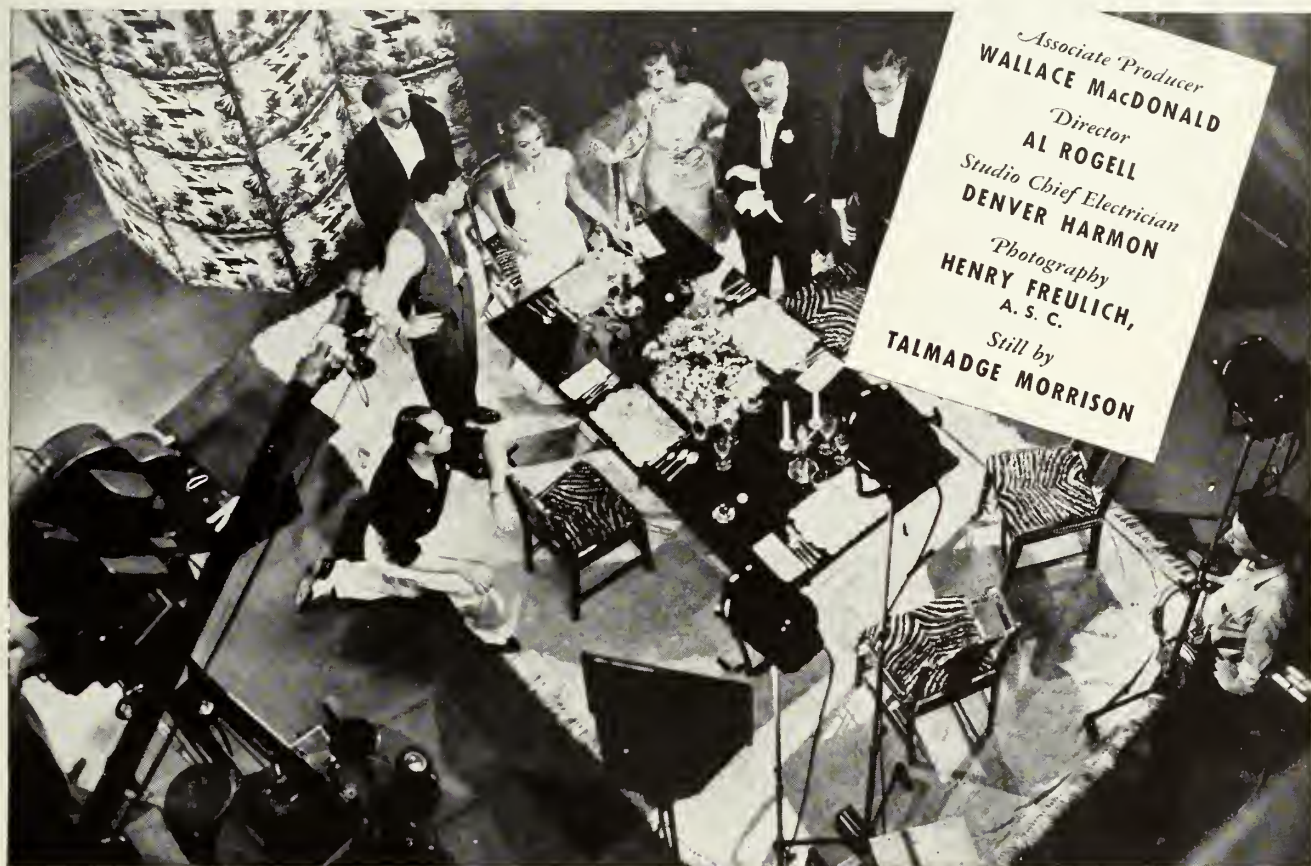 Associate Producer
WALLACE MacDONALD
Director
AL ROGELL
Studio Chief Electrician
DENVER HARMON
Photography
HENRY FREULICH,
A. S. C.
Still by
TALMADGE MORRISON